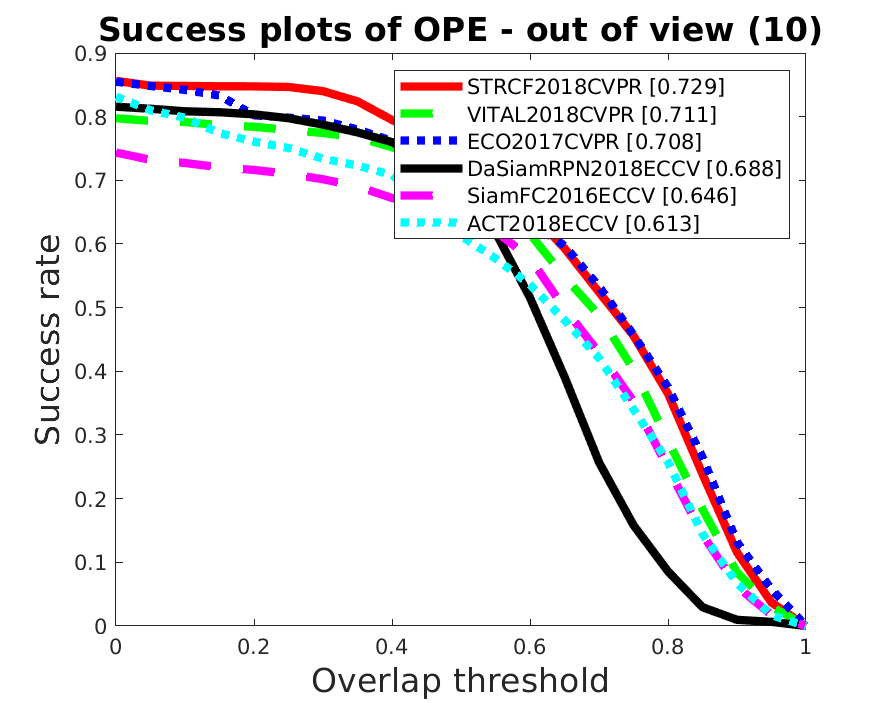 Success plots of OPE - out of view (10)
0.9
0.8
0.7
0.6
0.5
0.4
0.3
0.2
0.1
0
Success rate
STRCF2018CVPR [0.729]
VITAL2018CVPR [0.711]
ECO2017CVPR [0.708]
DaSiamRPN2018ECCV [0.688]
SiamFC2016ECCV [0.646]
ACT2018ECCV [0.613]
0 0.2 0.4 0.6 0.8 1
Overlap threshold